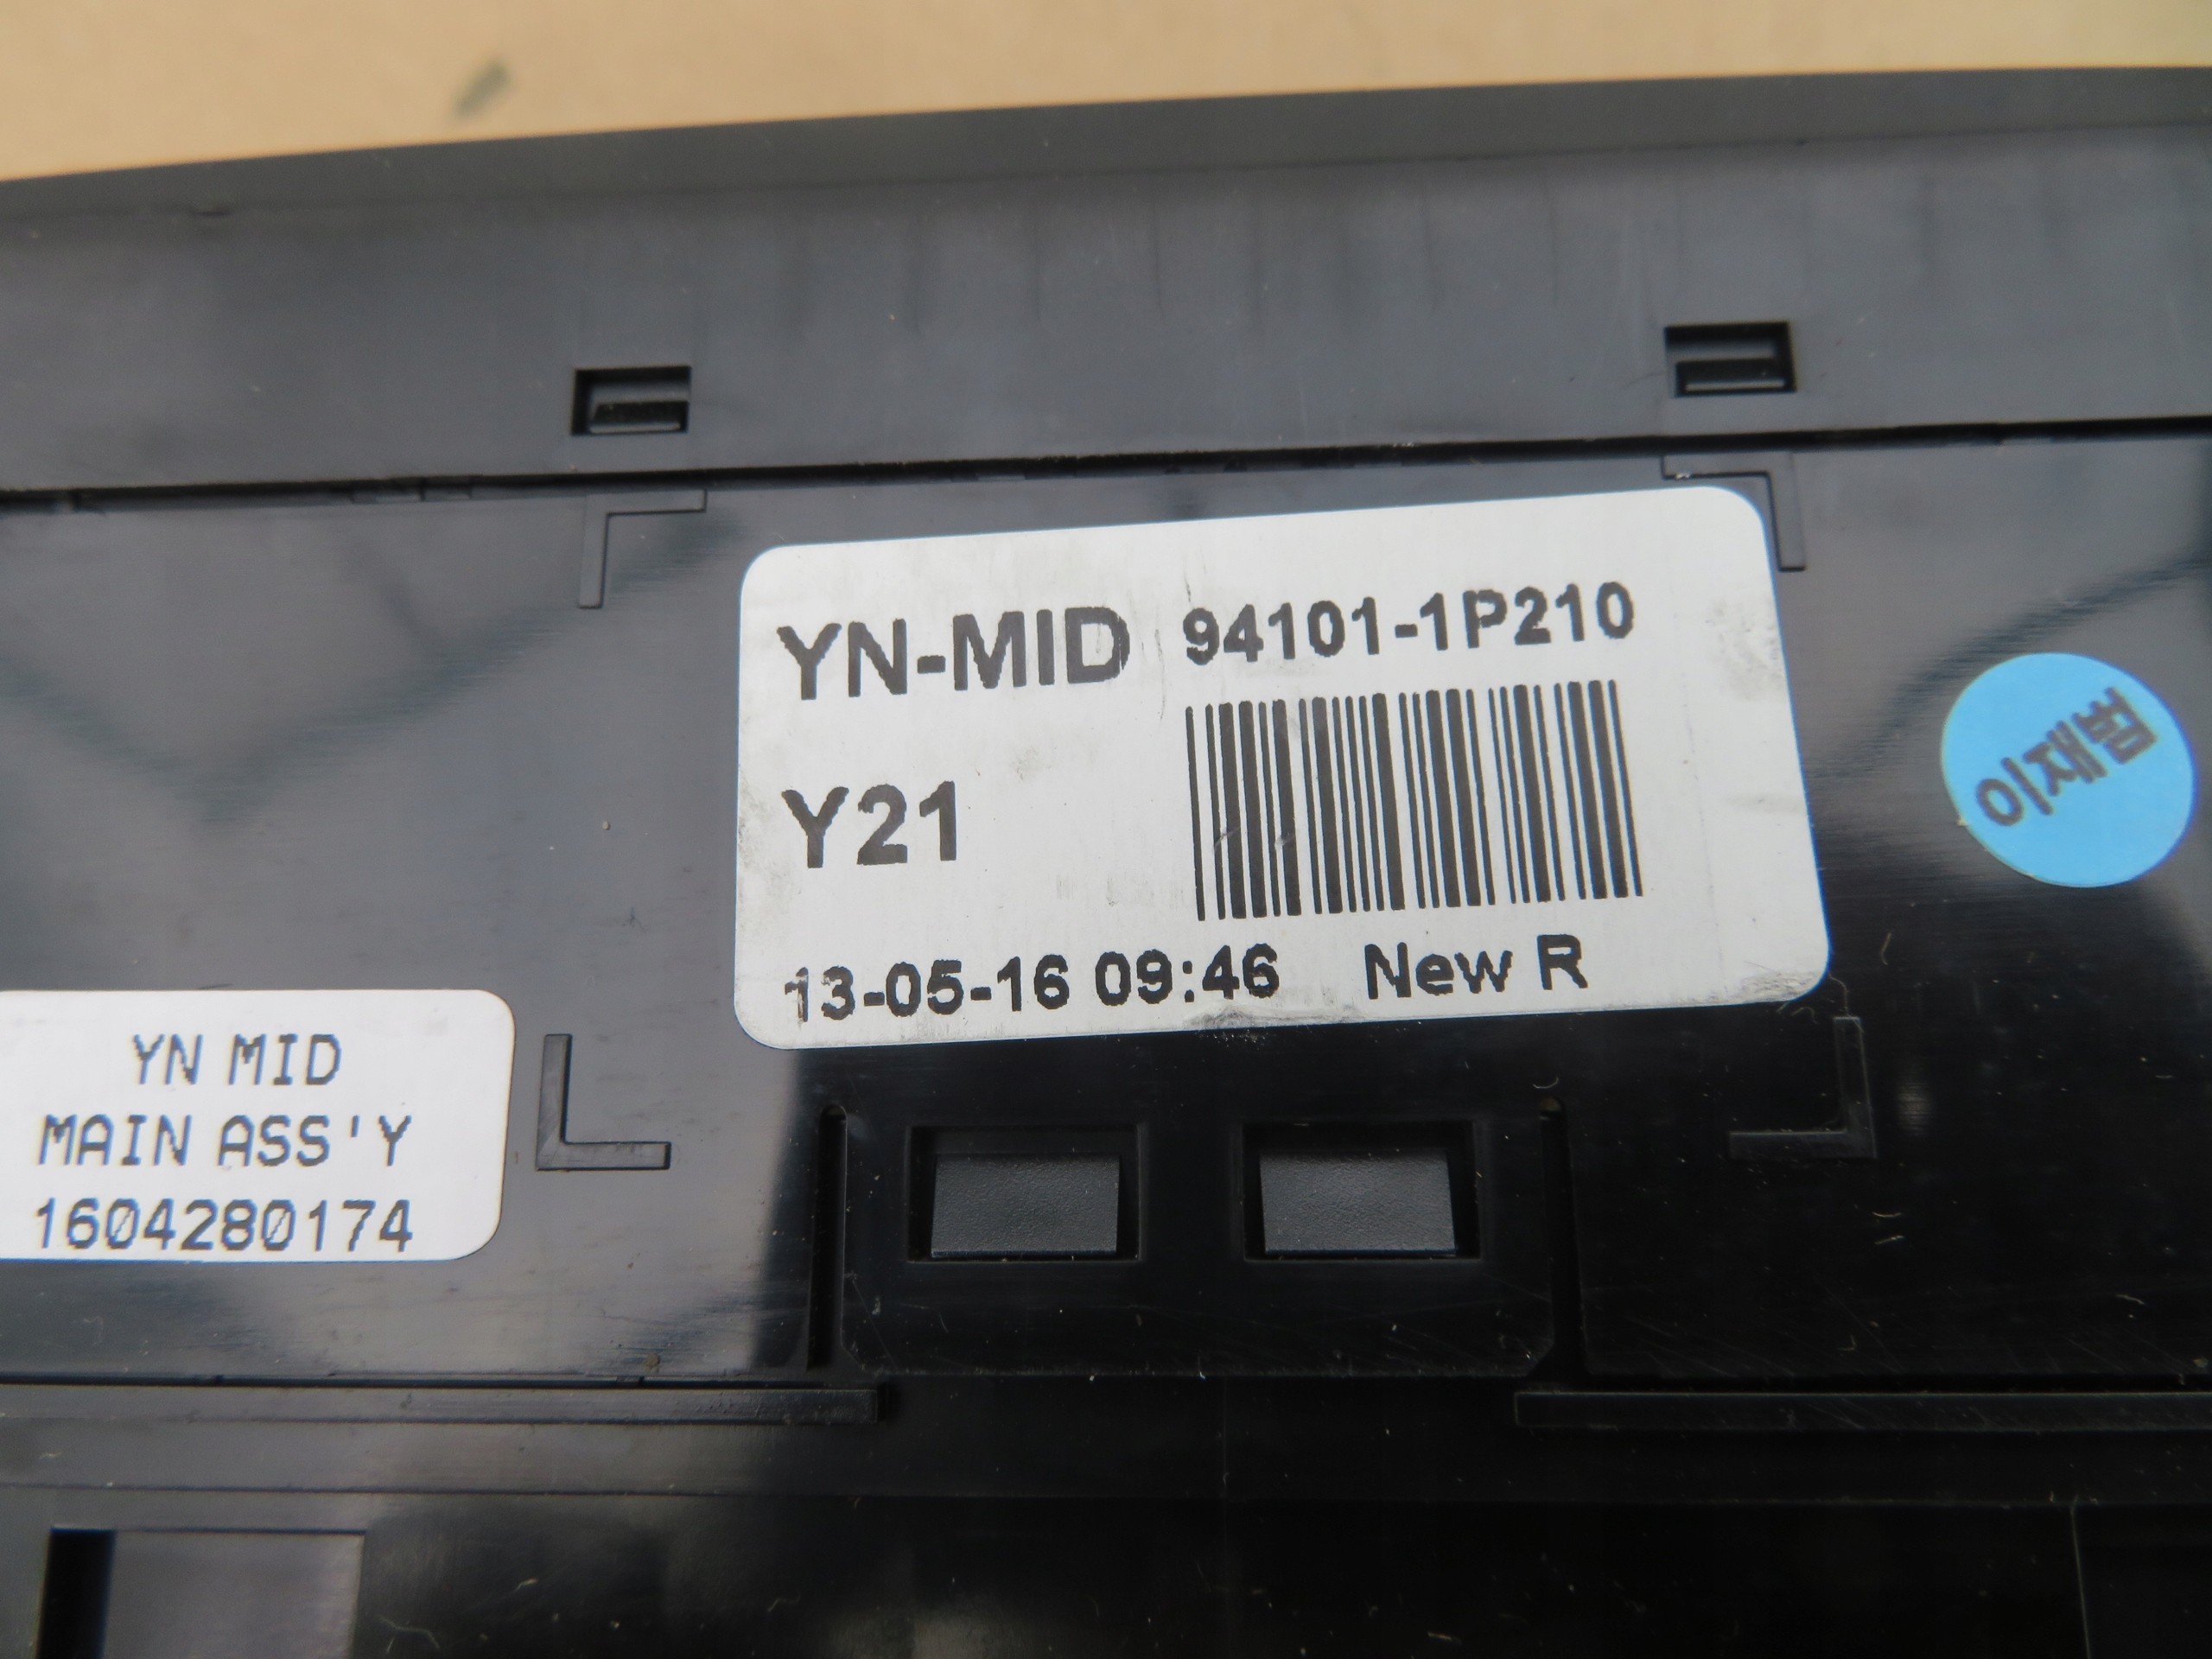 YN-MID 94101-1P210
Y21
13-05-16 09:46 New R
이재범
YN MID
MAIN ASS'Y
1604280174